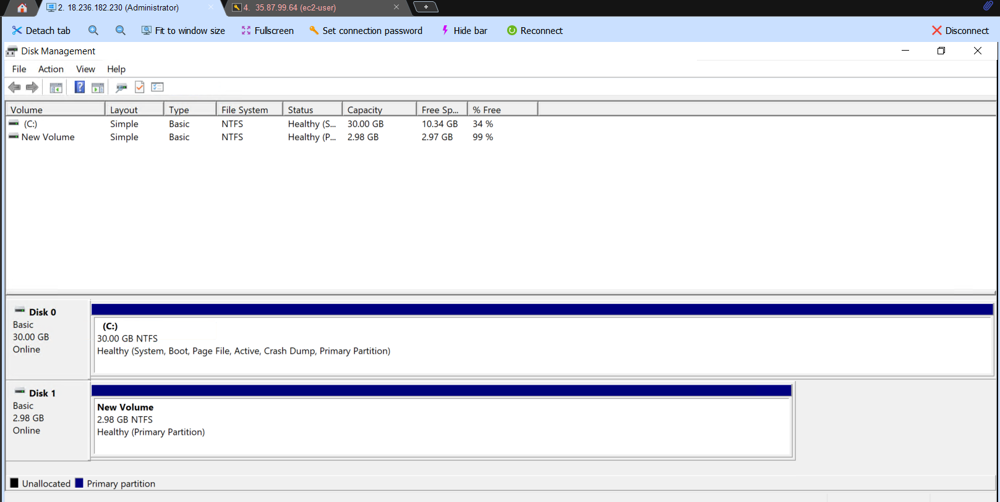 2. 18.236.182.230 (Administrator)
4. 35.87.99.64 (ec2-user)
Detach tab
Fit to window size
Fullscreen
Set connection password
Hide bar
Reconnect
Disconnect
Disk Management
File Action View Help
Volume Layout Type File System Status Capacity Free Sp... % Free
(C:) Simple Basic NTFS Healthy (S... 30.00 GB 10.34 GB 34 %
New Volume Simple Basic NTFS Healthy (P... 2.98 GB 2.97 GB 99 %
Disk 0
Basic
30.00 GB
Online
(C:)
30.00 GB NTFS
Healthy (System, Boot, Page File, Active, Crash Dump, Primary Partition)
Disk 1
Basic
2.98 GB
Online
New Volume
2.98 GB NTFS
Healthy (Primary Partition)
Unallocated Primary partition